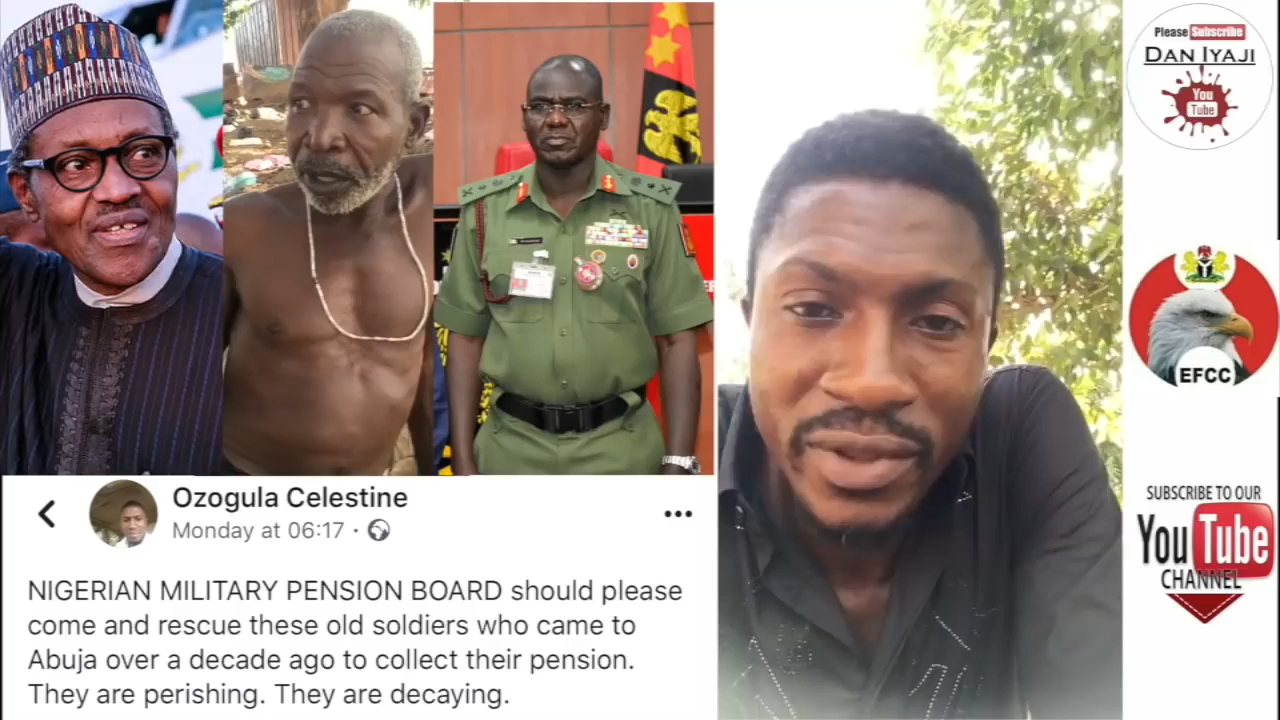 Please Subscribe
DAN IYAJI
You
Tube
EFCC
SUBSCRIBE TO OUR
YouTube
CHANNEL
Ozogula Celestine
Monday at 06:17 ·
NIGERIAN MILITARY PENSION BOARD should please
come and rescue these old soldiers who came to
Abuja over a decade ago to collect their pension.
They are perishing. They are decaying.